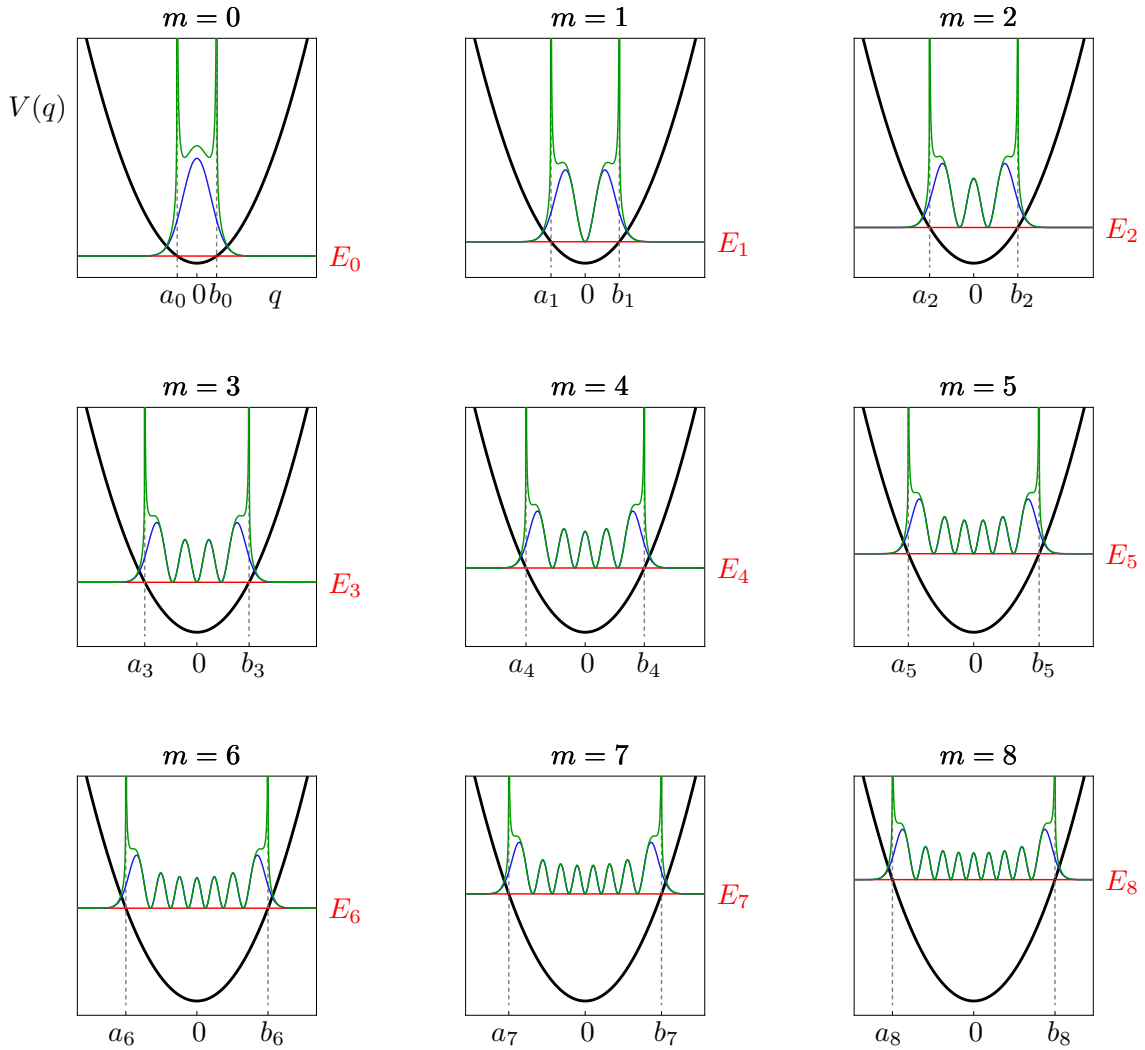 m = 0 m = 1 m = 2
V(q)
E₀ E₁ E₂
a₀ 0 b₀ q a₁ 0 b₁ a₂ 0 b₂
m = 3 m = 4 m = 5
E₃ E₄ E₅
a₃ 0 b₃ a₄ 0 b₄ a₅ 0 b₅
m = 6 m = 7 m = 8
E₆ E₇ E₈
a₆ 0 b₆ a₇ 0 b₇ a₈ 0 b₈